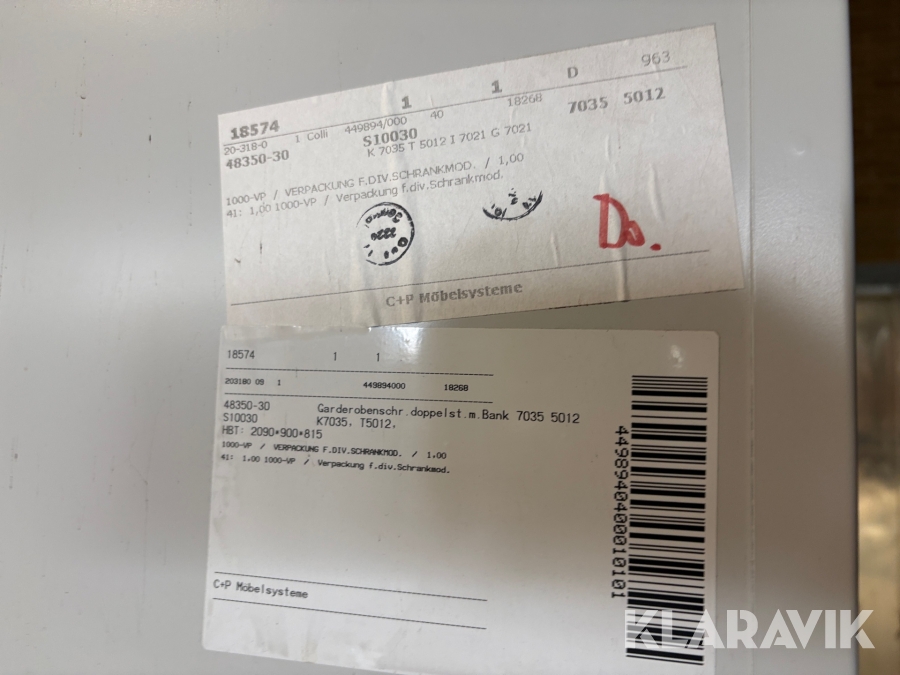 1 1 D 963
18574
20-318-0 1 Colli 449894/000 40 18268 7035 5012
48350-30 S10030
K 7035 T 5012 I 7021 G 7021
1000-VP / VERPACKUNG F.DIV.SCHRANKMOD. / 1,00
41: 1,00 1000-VP / Verpackung f.div.Schrankmod.
Do.
C+P Möbelsysteme
18574 1 1
203180 09 1 449894000 18268
48350-30 Garderobenschr.doppelst.m.Bank 7035 5012
S10030 K7035, T5012,
HBT: 2090*900*815
1000-VP / VERPACKUNG F.DIV.SCHRANKMOD. / 1,00
41: 1,00 1000-VP / Verpackung f.div.Schrankmod.
C+P Möbelsysteme
4498940400010101
KLARAVIK